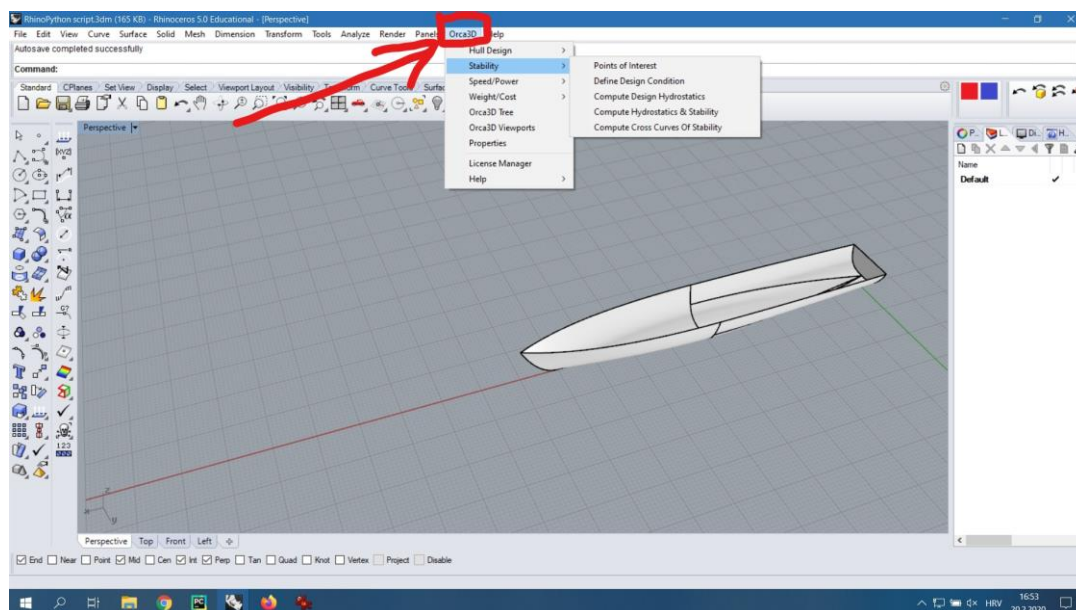 RhinoPython script.3dm (165 KB) - Rhinoceros 5.0 Educational - [Perspective]
File Edit View Curve Surface Solid Mesh Dimension Transform Tools Analyze Render Panels Orca3D Help
Autosave completed successfully
Command:
Standard CPlanes Set View Display Select Viewport Layout Visibility Curve Tools
Perspective
Hull Design
Stability
Speed/Power
Weight/Cost
Orca3D Tree
Orca3D Viewports
Properties
License Manager
Help
Points of Interest
Define Design Condition
Compute Design Hydrostatics
Compute Hydrostatics & Stability
Compute Cross Curves Of Stability
Name
Default
z
x
y
Perspective Top Front Left
End Near Point Mid Cen Int Perp Tan Quad Knot Vertex Project Disable
HRV
16:53
20.2.2020.